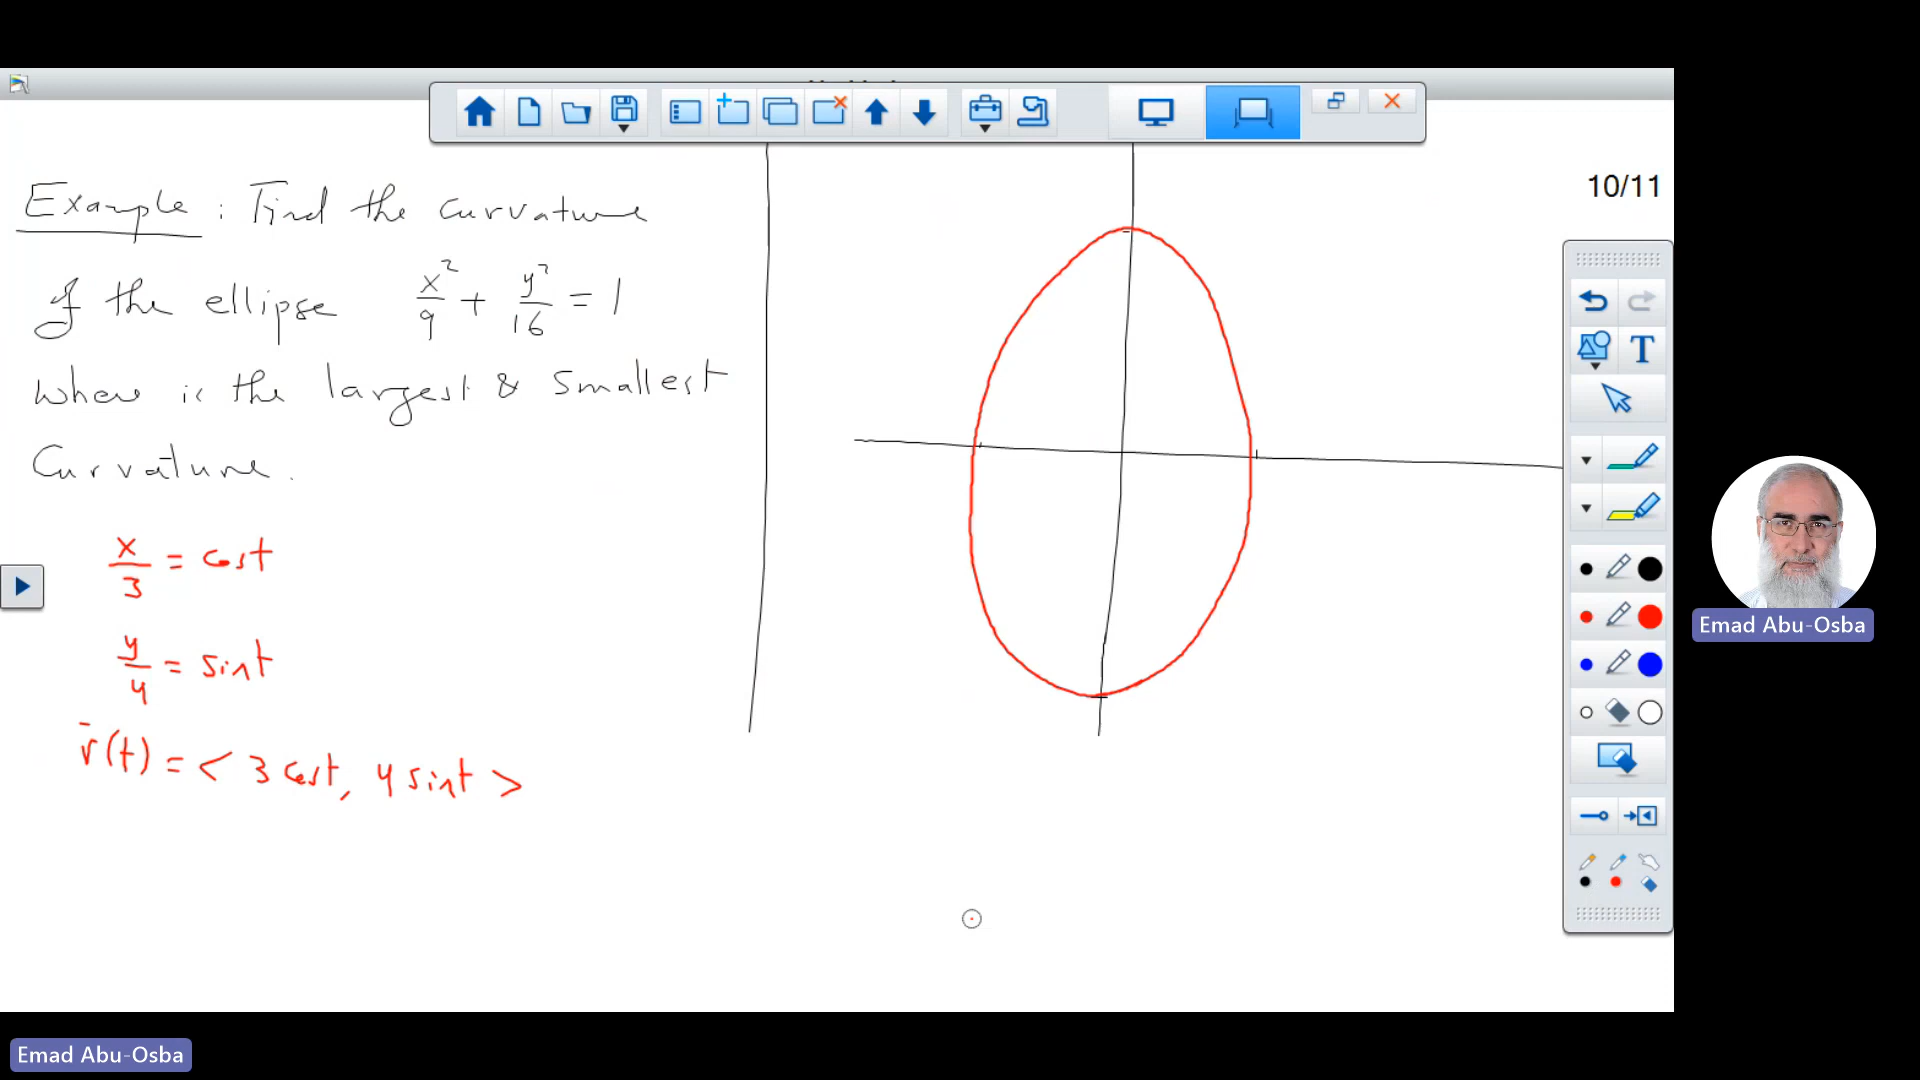 Example: Find the curvature
of the ellipse x²/9 + y²/16 = 1
where is the largest & smallest
Curvature.
x/3 = cost
y/4 = sint
r̄(t) = < 3 cost, 4 sint >
10/11
T
Emad Abu-Osba
Emad Abu-Osba